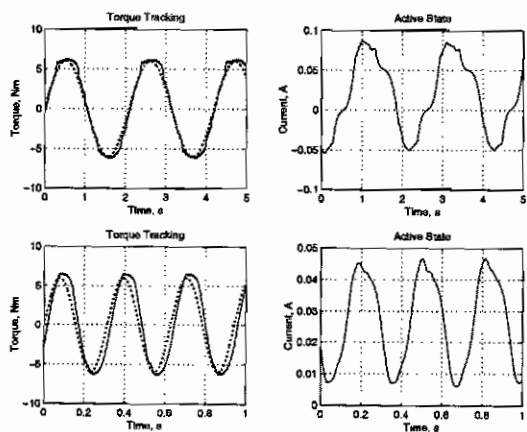 Torque Tracking
10
5
0
−5
−10
Torque, Nm
0 1 2 3 4 5
Time, s
Active State
0.1
0.05
0
−0.05
−0.1
Current, A
0 1 2 3 4 5
Time, s
Torque Tracking
10
5
0
−5
−10
Torque, Nm
0 0.2 0.4 0.6 0.8 1
Time, s
Active State
0.05
0.04
0.03
0.02
0.01
0
Current, A
0 0.2 0.4 0.6 0.8 1
Time, s